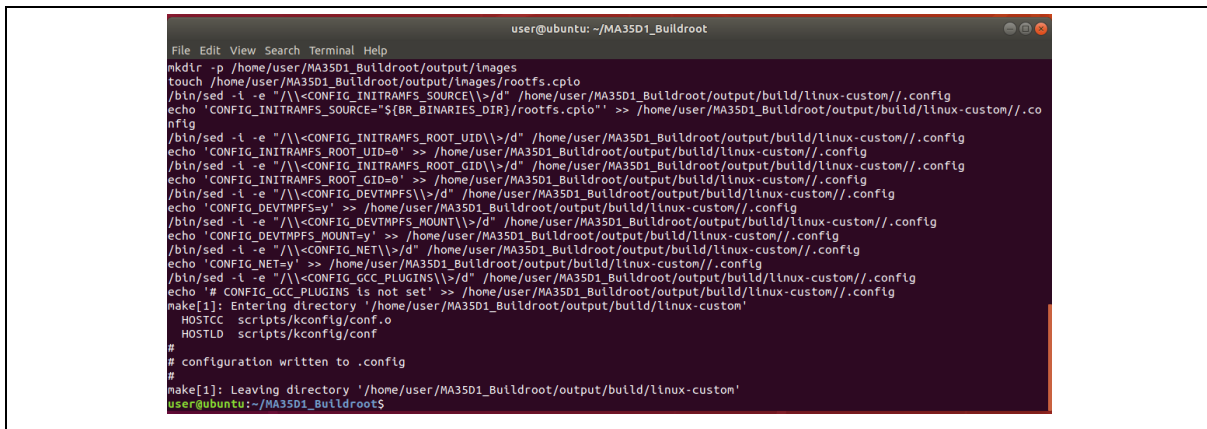 user@ubuntu: ~/MA35D1_Buildroot
File Edit View Search Terminal Help
mkdir -p /home/user/MA35D1_Buildroot/output/images
touch /home/user/MA35D1_Buildroot/output/images/rootfs.cpio
/bin/sed -i -e "/\\<CONFIG_INITRAMFS_SOURCE\\>/d" /home/user/MA35D1_Buildroot/output/build/linux-custom//.config
echo 'CONFIG_INITRAMFS_SOURCE="${BR_BINARIES_DIR}/rootfs.cpio"' >> /home/user/MA35D1_Buildroot/output/build/linux-custom//.co
nfig
/bin/sed -i -e "/\\<CONFIG_INITRAMFS_ROOT_UID\\>/d" /home/user/MA35D1_Buildroot/output/build/linux-custom//.config
echo 'CONFIG_INITRAMFS_ROOT_UID=0' >> /home/user/MA35D1_Buildroot/output/build/linux-custom//.config
/bin/sed -i -e "/\\<CONFIG_INITRAMFS_ROOT_GID\\>/d" /home/user/MA35D1_Buildroot/output/build/linux-custom//.config
echo 'CONFIG_INITRAMFS_ROOT_GID=0' >> /home/user/MA35D1_Buildroot/output/build/linux-custom//.config
/bin/sed -i -e "/\\<CONFIG_DEVTMPFS\\>/d" /home/user/MA35D1_Buildroot/output/build/linux-custom//.config
echo 'CONFIG_DEVTMPFS=y' >> /home/user/MA35D1_Buildroot/output/build/linux-custom//.config
/bin/sed -i -e "/\\<CONFIG_DEVTMPFS_MOUNT\\>/d" /home/user/MA35D1_Buildroot/output/build/linux-custom//.config
echo 'CONFIG_DEVTMPFS_MOUNT=y' >> /home/user/MA35D1_Buildroot/output/build/linux-custom//.config
/bin/sed -i -e "/\\<CONFIG_NET\\>/d" /home/user/MA35D1_Buildroot/output/build/linux-custom//.config
echo 'CONFIG_NET=y' >> /home/user/MA35D1_Buildroot/output/build/linux-custom//.config
/bin/sed -i -e "/\\<CONFIG_GCC_PLUGINS\\>/d" /home/user/MA35D1_Buildroot/output/build/linux-custom//.config
echo '# CONFIG_GCC_PLUGINS is not set' >> /home/user/MA35D1_Buildroot/output/build/linux-custom//.config
make[1]: Entering directory '/home/user/MA35D1_Buildroot/output/build/linux-custom'
HOSTCC scripts/kconfig/conf.o
HOSTLD scripts/kconfig/conf
#
# configuration written to .config
#
make[1]: Leaving directory '/home/user/MA35D1_Buildroot/output/build/linux-custom'
user@ubuntu:~/MA35D1_Buildroot$